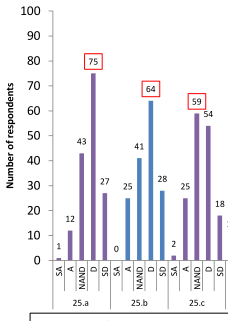 Number of respondents
100
90
80
70
60
50
40
30
20
10
0
1 12 43 75 27
0 25 41 64 28
2 25 59 54 18
SA A NAND D SD SA A NAND D SD SA A NAND D SD
25.a 25.b 25.c